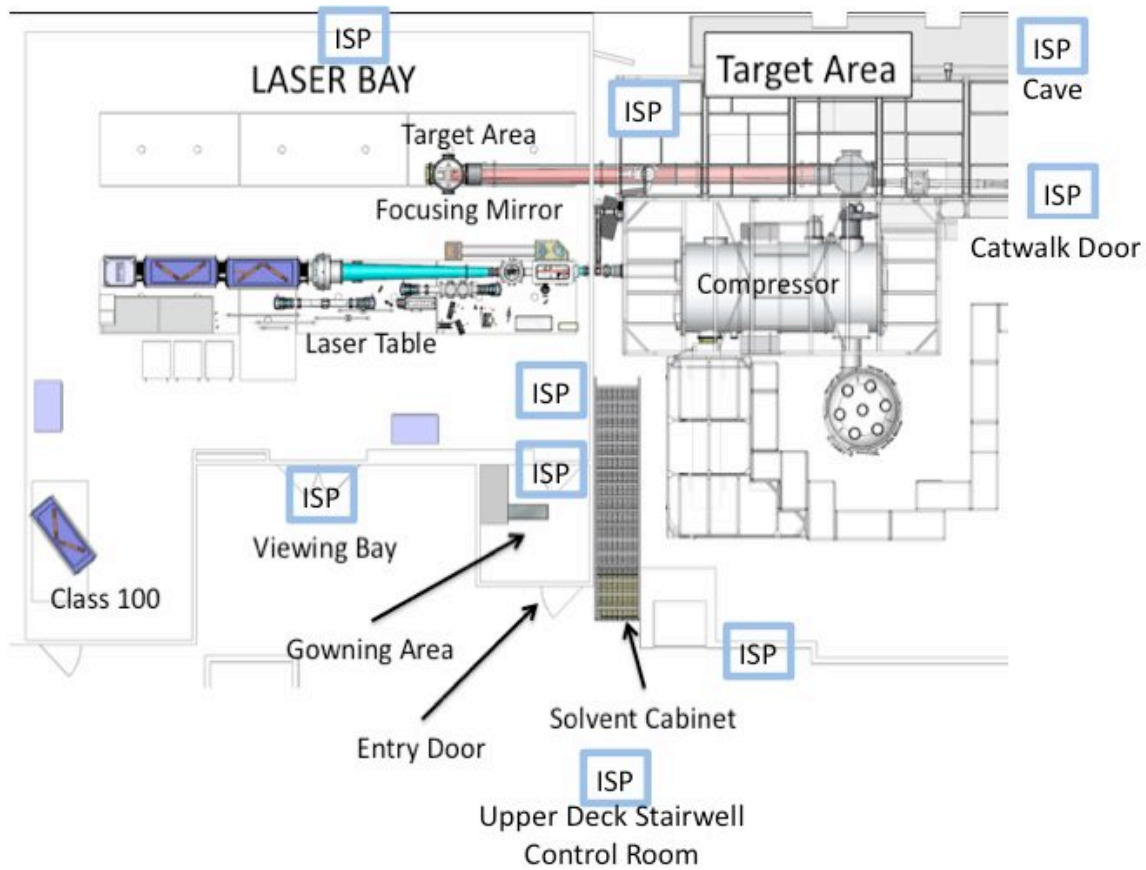 ISP
LASER BAY
Target Area
ISP
Cave
ISP
Target Area
Focusing Mirror
ISP
Catwalk Door
Compressor
Laser Table
ISP
ISP
ISP
Viewing Bay
Class 100
Gowning Area
Entry Door
ISP
Solvent Cabinet
ISP
Upper Deck Stairwell
Control Room